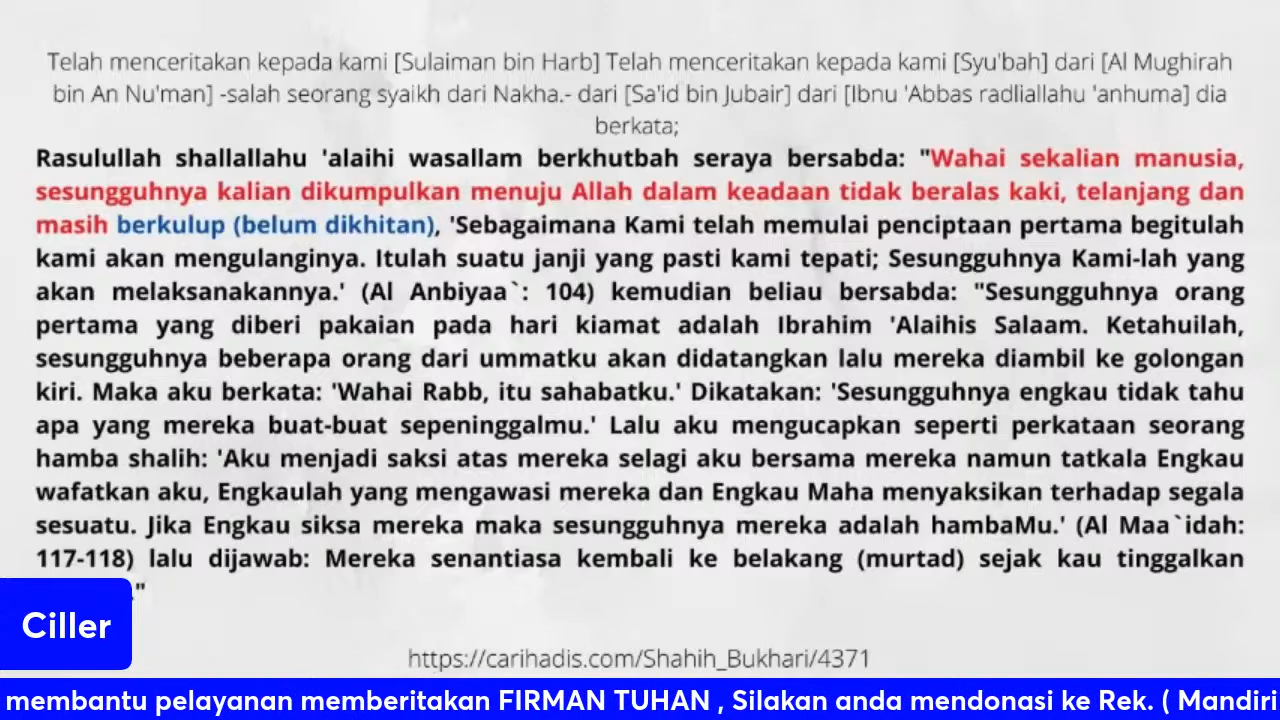 Telah menceritakan kepada kami [Sulaiman bin Harb] Telah menceritakan kepada kami [Syu'bah] dari [Al Mughirah
bin An Nu'man] -salah seorang syaikh dari Nakha.- dari [Sa'id bin Jubair] dari [Ibnu 'Abbas radliallahu 'anhuma] dia
berkata;
Rasulullah shallallahu 'alaihi wasallam berkhutbah seraya bersabda: "Wahai sekalian manusia,
sesungguhnya kalian dikumpulkan menuju Allah dalam keadaan tidak beralas kaki, telanjang dan
masih berkulup (belum dikhitan), 'Sebagaimana Kami telah memulai penciptaan pertama begitulah
kami akan mengulanginya. Itulah suatu janji yang pasti kami tepati; Sesungguhnya Kami-lah yang
akan melaksanakannya.' (Al Anbiyaa`: 104) kemudian beliau bersabda: "Sesungguhnya orang
pertama yang diberi pakaian pada hari kiamat adalah Ibrahim 'Alaihis Salaam. Ketahuilah,
sesungguhnya beberapa orang dari ummatku akan didatangkan lalu mereka diambil ke golongan
kiri. Maka aku berkata: 'Wahai Rabb, itu sahabatku.' Dikatakan: 'Sesungguhnya engkau tidak tahu
apa yang mereka buat-buat sepeninggalmu.' Lalu aku mengucapkan seperti perkataan seorang
hamba shalih: 'Aku menjadi saksi atas mereka selagi aku bersama mereka namun tatkala Engkau
wafatkan aku, Engkaulah yang mengawasi mereka dan Engkau Maha menyaksikan terhadap segala
sesuatu. Jika Engkau siksa mereka maka sesungguhnya mereka adalah hambaMu.' (Al Maa`idah:
117-118) lalu dijawab: Mereka senantiasa kembali ke belakang (murtad) sejak kau tinggalkan
."
Ciller
https://carihadis.com/Shahih_Bukhari/4371
membantu pelayanan memberitakan FIRMAN TUHAN , Silakan anda mendonasi ke Rek. ( Mandiri